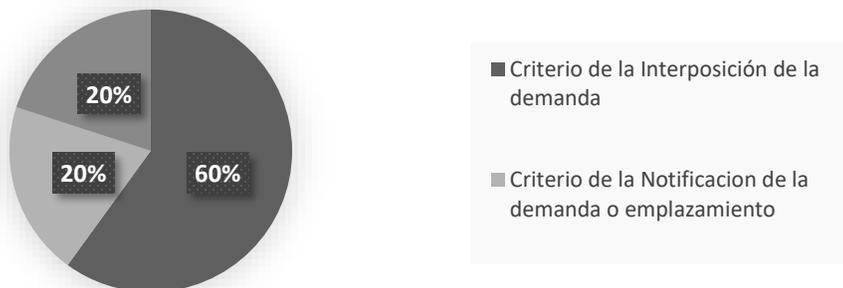 20%
20%
60%
Criterio de la Interposición de la
demanda
Criterio de la Notificacion de la
demanda o emplazamiento